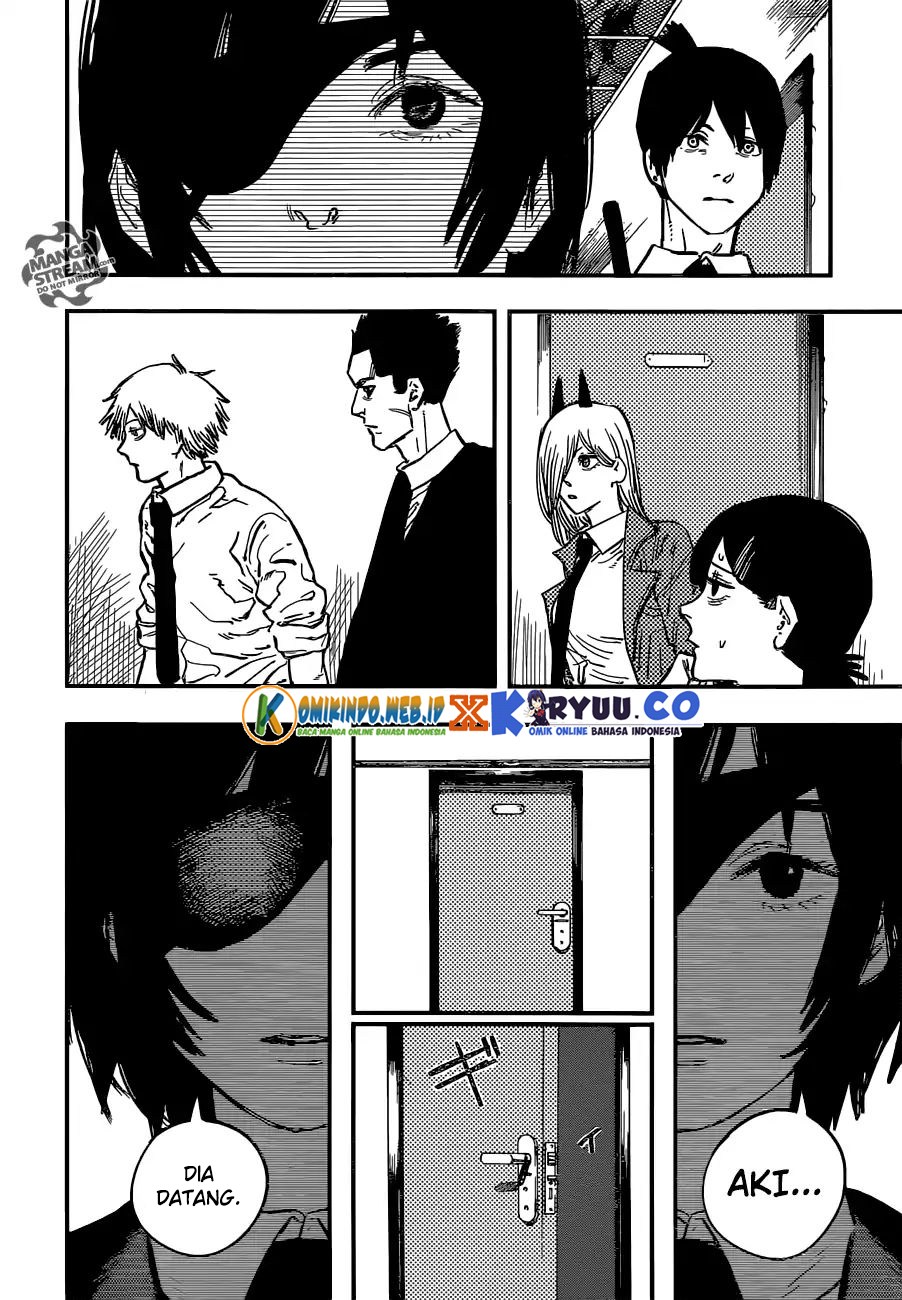 MANGA
STREAM.com
DO NOT MIRROR
KOMIKINDO.WEB.ID X KIRYUU.CO
BACA MANGA ONLINE BAHASA INDONESIA
OMIK ONLINE BAHASA INDONESIA
AKI...
ギ
イ
DIA
DATANG.